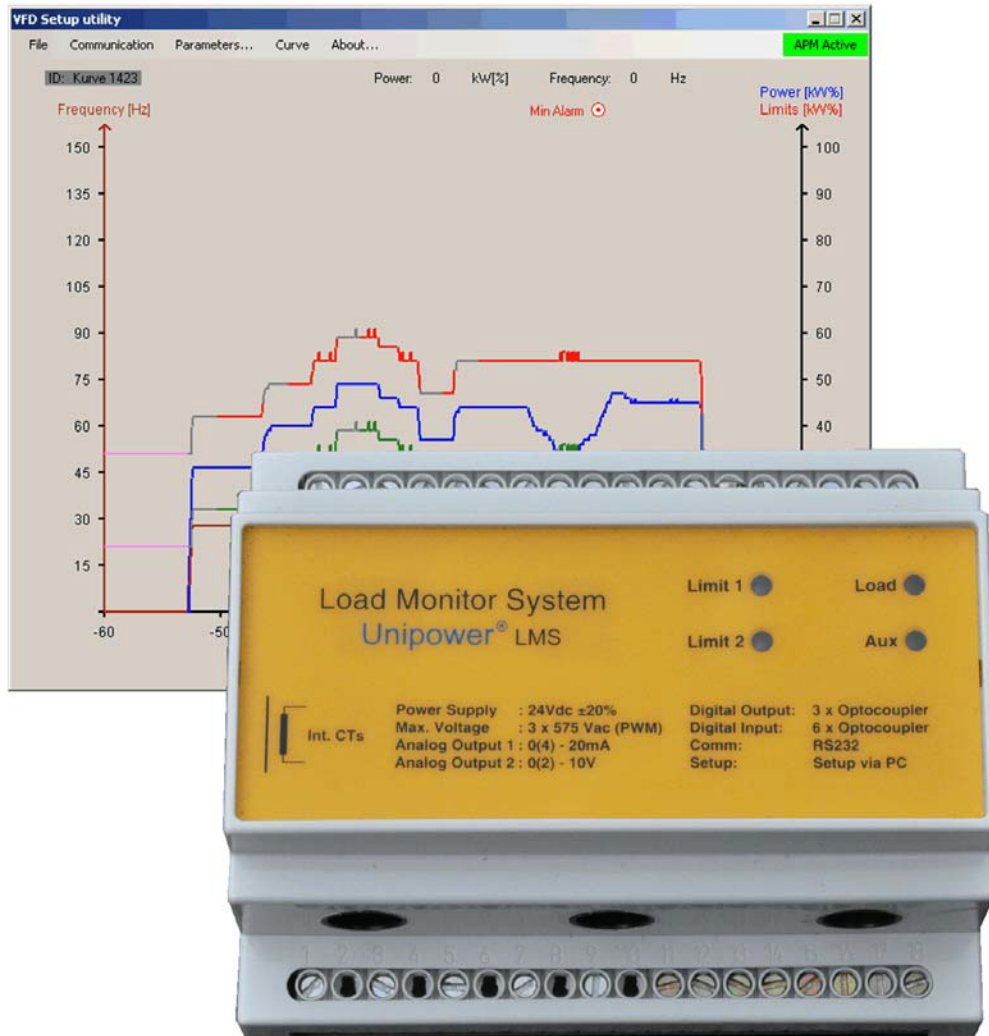 VFD Setup utility
File Communication Parameters... Curve About... APM Active
ID: Kurve 1423 Power: 0 kW[%] Frequency: 0 Hz
Power [kW%]
Frequency [Hz] Min Alarm Limits [kW%]
150 100
135 90
120 80
105 70
90 60
75 50
60 40
45
30
15
-60 -50
Load Monitor System
Unipower® LMS
Limit 1 Load
Limit 2 Aux
Int. CTs
Power Supply : 24Vdc ±20%
Max. Voltage : 3 x 575 Vac (PWM)
Analog Output 1 : 0(4) - 20mA
Analog Output 2 : 0(2) - 10V
Digital Output: 3 x Optocoupler
Digital Input: 6 x Optocoupler
Comm: RS232
Setup: Setup via PC
1 2 3 4 5 6 7 8 9 10 11 12 13 14 15 16 17 18